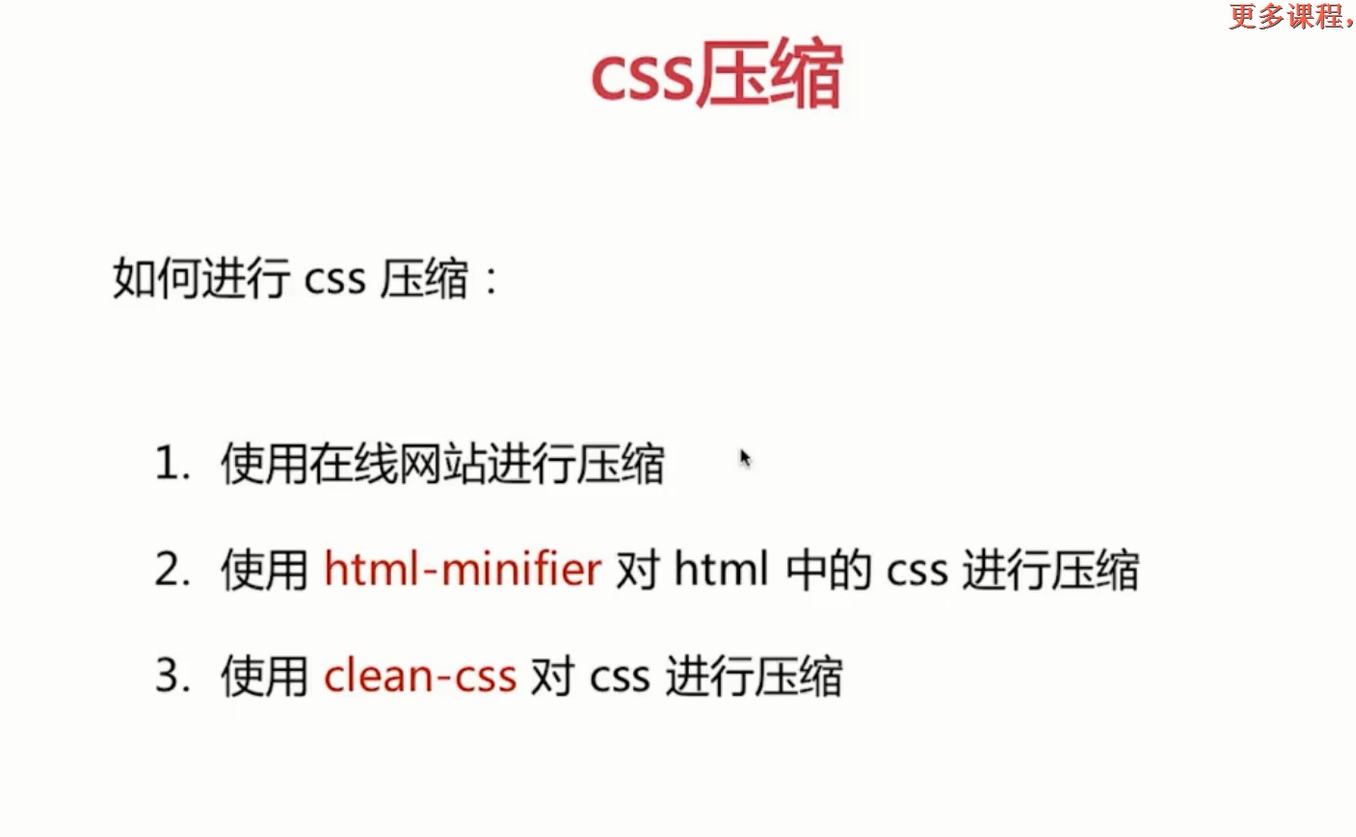 更多课程，
css压缩
如何进行 css 压缩：
1. 使用在线网站进行压缩
2. 使用 html-minifier 对 html 中的 css 进行压缩
3. 使用 clean-css 对 css 进行压缩